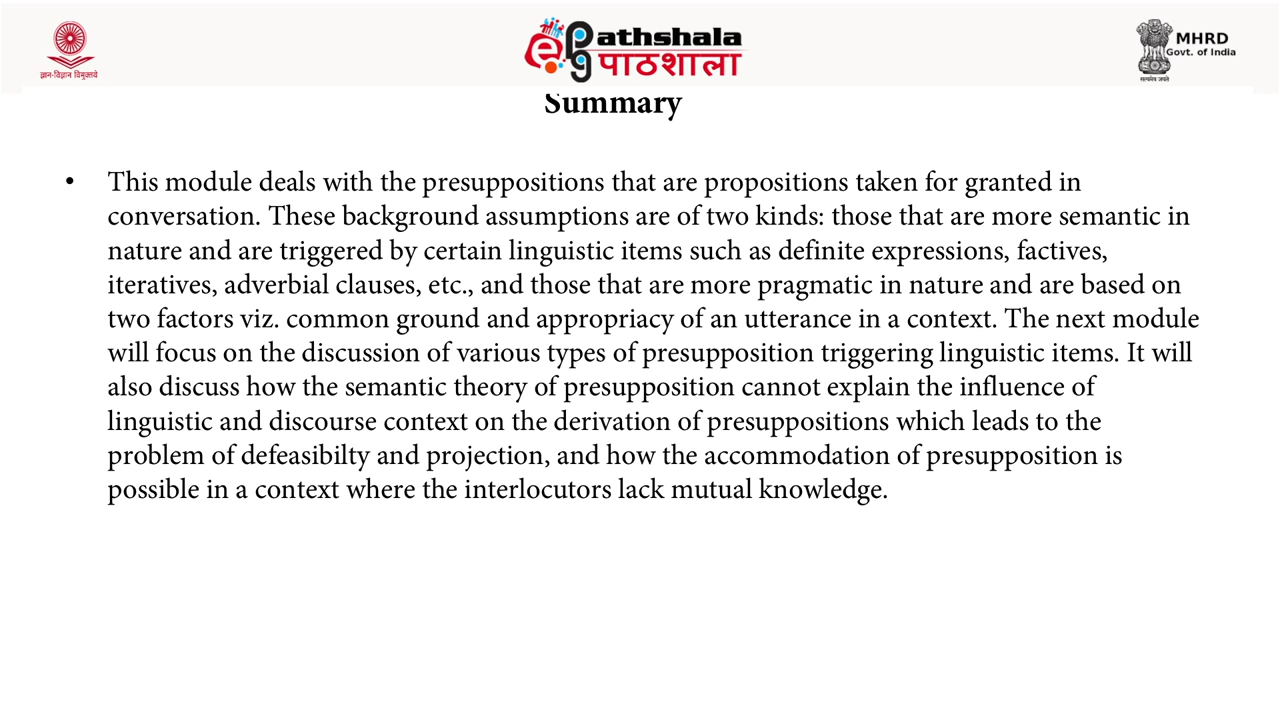 ज्ञान-विज्ञान विमुक्तये
ePG Pathshala
पाठशाला
MHRD
Govt. of India
सत्यमेव जयते
Summary
• This module deals with the presuppositions that are propositions taken for granted in
conversation. These background assumptions are of two kinds: those that are more semantic in
nature and are triggered by certain linguistic items such as definite expressions, factives,
iteratives, adverbial clauses, etc., and those that are more pragmatic in nature and are based on
two factors viz. common ground and appropriacy of an utterance in a context. The next module
will focus on the discussion of various types of presupposition triggering linguistic items. It will
also discuss how the semantic theory of presupposition cannot explain the influence of
linguistic and discourse context on the derivation of presuppositions which leads to the
problem of defeasibilty and projection, and how the accommodation of presupposition is
possible in a context where the interlocutors lack mutual knowledge.